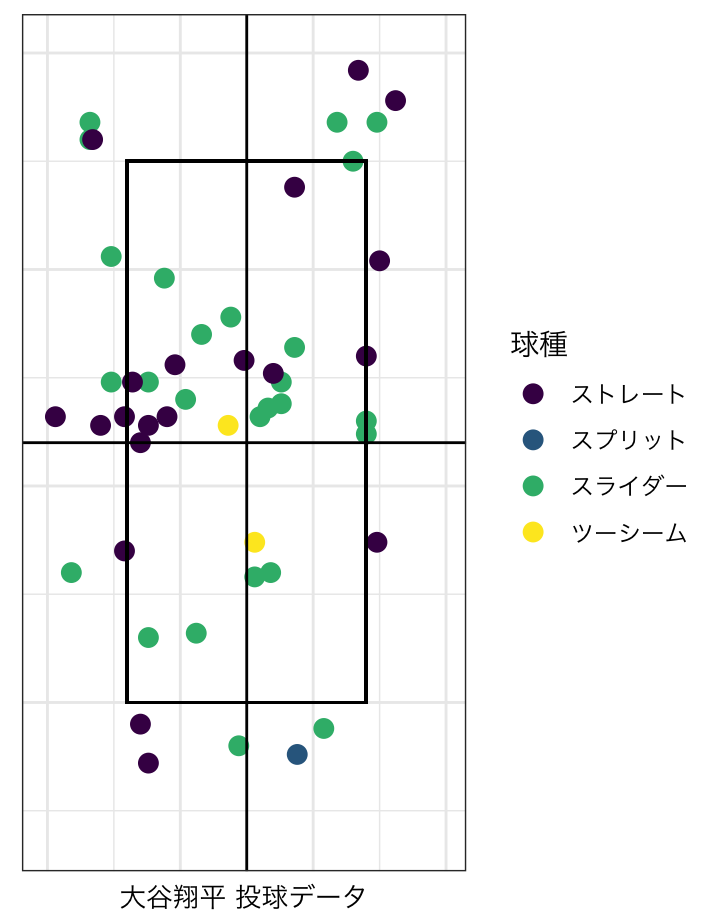 球種
ストレート
スプリット
スライダー
ツーシーム
大谷翔平 投球データ